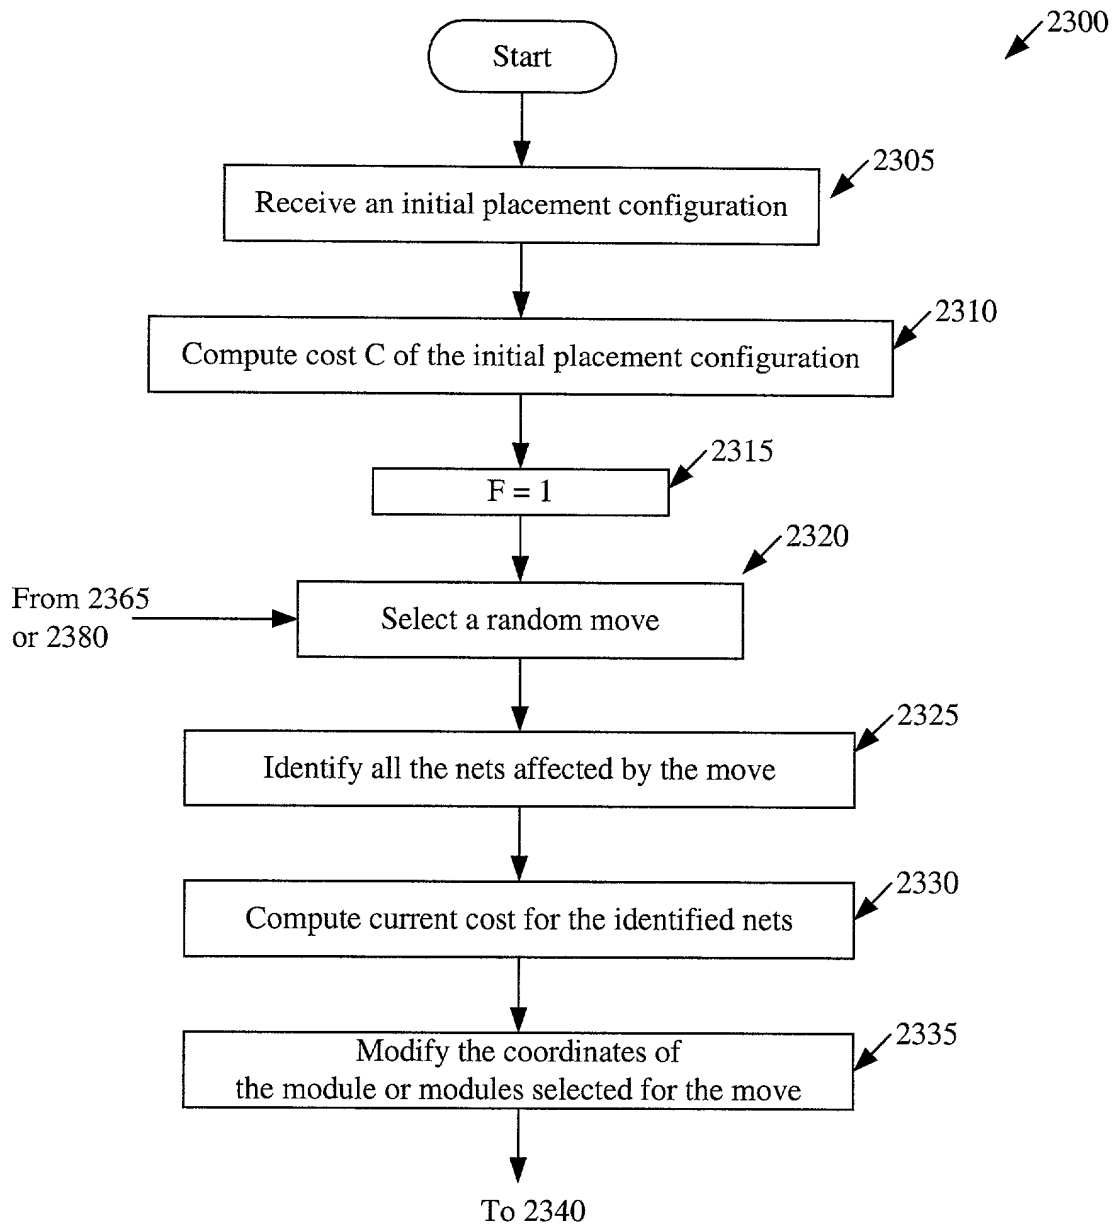 2300
Start
2305
Receive an initial placement configuration
2310
Compute cost C of the initial placement configuration
2315
F = 1
2320
From 2365
or 2380
Select a random move
2325
Identify all the nets affected by the move
2330
Compute current cost for the identified nets
2335
Modify the coordinates of
the module or modules selected for the move
To 2340